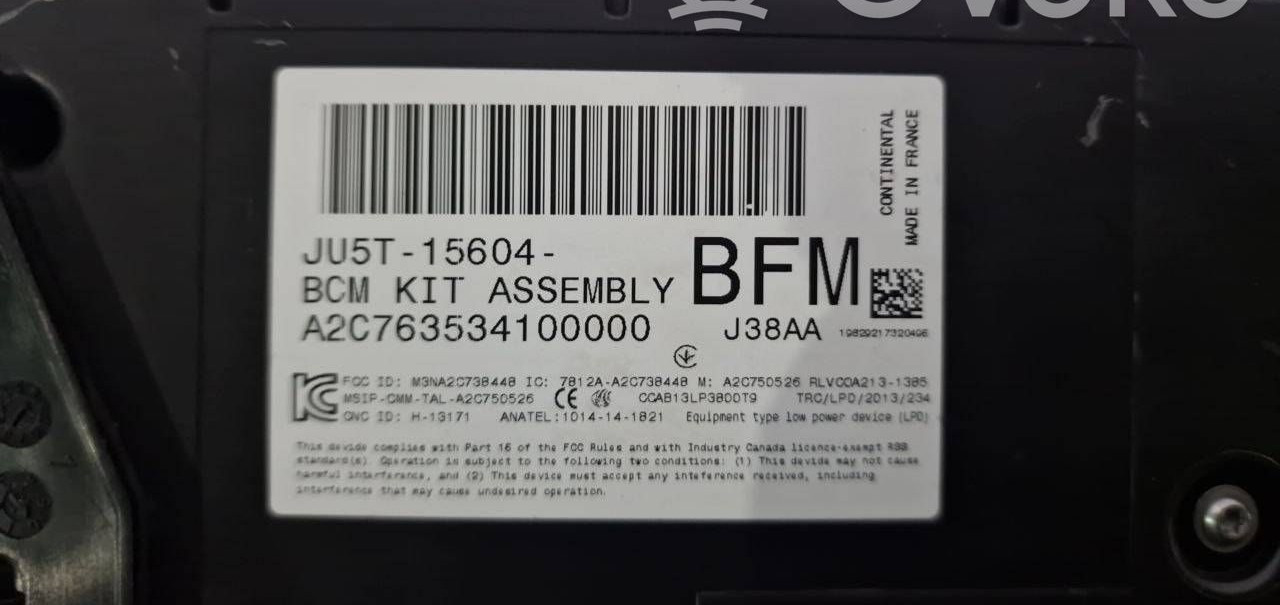 OVOKO
CONTINENTAL
MADE IN FRANCE
JU5T-15604-
BFM
BCM KIT ASSEMBLY
A2C763534100000
J38AA
19829217320496
FCC ID: M3NA2C738448 IC: 7812A-A2C738448 M: A2C750526 RLVCOA213-1385
MSIP-CMM-TAL-A2C750526 CE CCAB13LP3800T9 TRC/LPD/2013/234
CNC ID: H-13171 ANATEL:1014-14-1821 Equipment type low power device (LPD)
This device complies with Part 15 of the FCC Rules and with Industry Canada licence-exempt RSS
standard(s). Operation is subject to the following two conditions: (1) This device may not cause
harmful interference, and (2) This device must accept any inteference received, including
interference that may cause undesired operation.